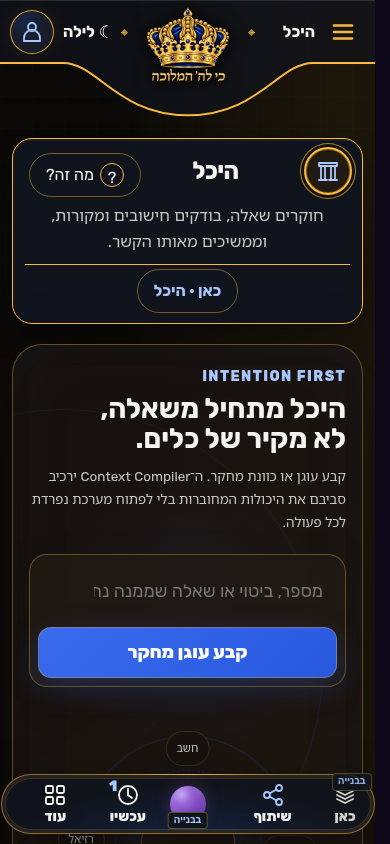 היכל
☾ לילה
כי לה' המלוכה
היכל
? מה זה?
חוקרים שאלה, בודקים חישובים ומקורות,
וממשיכים מאותו הקשר.
כאן • היכל
INTENTION FIRST
היכל מתחיל משאלה,
לא מקיר של כלים.
קבע עוגן או כוונת מחקר. ה־Context Compiler ירכיב
סביבם את היכולות המחוברות בלי לפתוח מערכת נפרדת
לכל פעולה.
מספר, ביטוי או שאלה שממנה
קבע עוגן מחקר
חשב
בבנייה
כאן
שיתוף
בבנייה
1
עכשיו
עוד
רזיאל